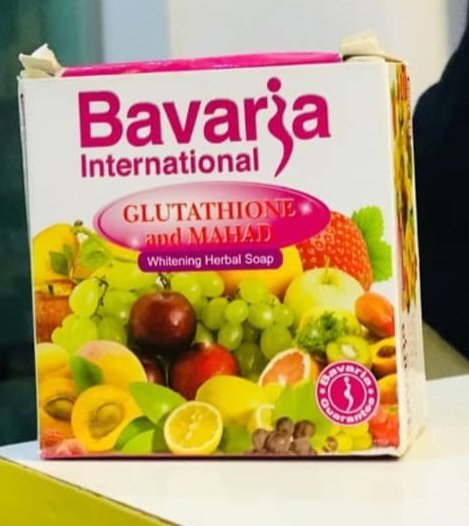 Bavaria
International
GLUTATHIONE
and MAHAD
Whitening Herbal Soap
Bavaria
Guarantee